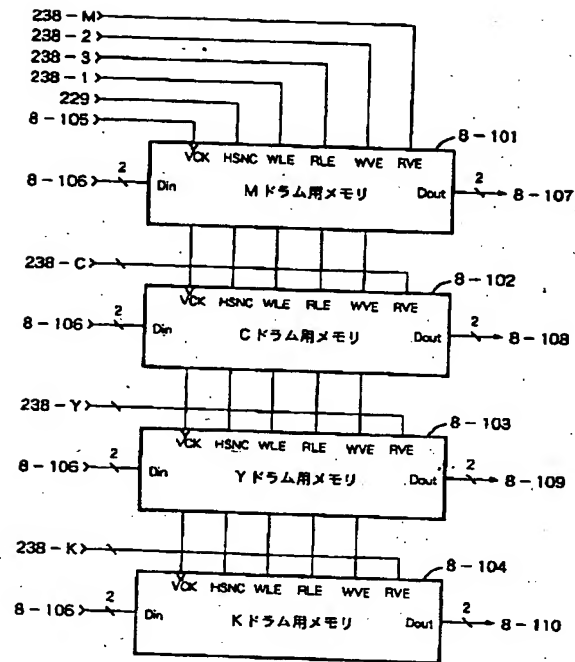 238-M
238-2
238-3
238-1
229
8-105
8-101
VCK HSNC WLE RLE WVE RVE
8-106 2 Din Mドラム用メモリ Dout 2 8-107
238-C
8-102
VCK HSNC WLE RLE WVE RVE
8-106 2 Din Cドラム用メモリ Dout 2 8-108
238-Y
8-103
VCK HSNC WLE RLE WVE RVE
8-106 2 Din Yドラム用メモリ Dout 2 8-109
238-K
8-104
VCK HSNC WLE RLE WVE RVE
8-106 2 Din Kドラム用メモリ Dout 2 8-110